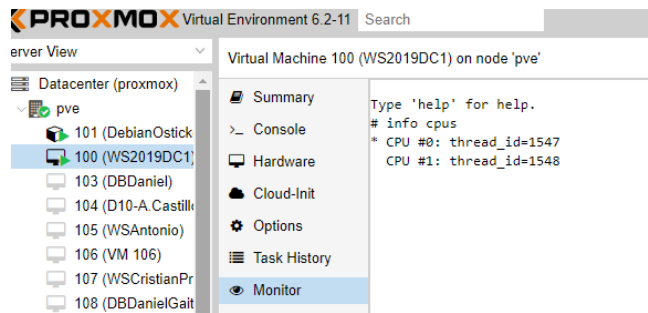 PROXMOX Virtual Environment 6.2-11 Search
erver View
Virtual Machine 100 (WS2019DC1) on node 'pve'
Datacenter (proxmox)
pve
101 (DebianOstick
100 (WS2019DC1)
103 (DBDaniel)
104 (D10-A.Castill
105 (WSAntonio)
106 (VM 106)
107 (WSCristianPr
108 (DBDanielGait
Summary
>_ Console
Hardware
Cloud-Init
Options
Task History
Monitor
Type 'help' for help.
# info cpus
* CPU #0: thread_id=1547
CPU #1: thread_id=1548